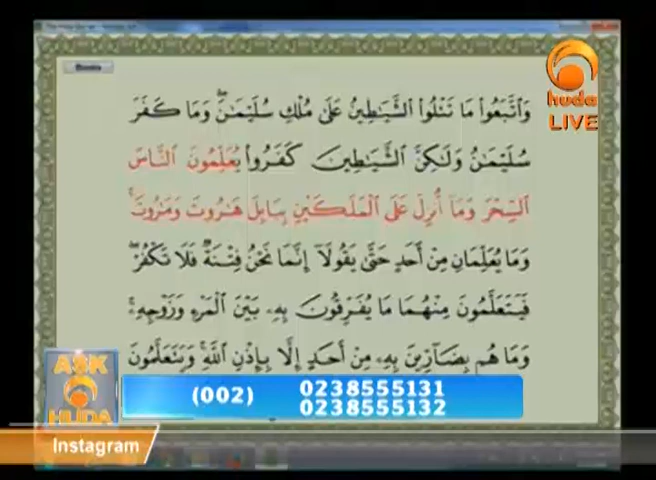 huda
LIVE
وَٱتَّبَعُوا۟ مَا تَتْلُوا۟ ٱلشَّيَـٰطِينُ عَلَىٰ مُلْكِ سُلَيْمَـٰنَ ۖ وَمَا كَفَرَ
سُلَيْمَـٰنُ وَلَـٰكِنَّ ٱلشَّيَـٰطِينَ كَفَرُوا۟ يُعَلِّمُونَ ٱلنَّاسَ
ٱلسِّحْرَ وَمَآ أُنزِلَ عَلَى ٱلْمَلَكَيْنِ بِبَابِلَ هَـٰرُوتَ وَمَـٰرُوتَ ۚ
وَمَا يُعَلِّمَانِ مِنْ أَحَدٍ حَتَّىٰ يَقُولَآ إِنَّمَا نَحْنُ فِتْنَةٌ فَلَا تَكْفُرْ ۖ
فَيَتَعَلَّمُونَ مِنْهُمَا مَا يُفَرِّقُونَ بِهِۦ بَيْنَ ٱلْمَرْءِ وَزَوْجِهِۦ ۚ
وَمَا هُم بِضَآرِّينَ بِهِۦ مِنْ أَحَدٍ إِلَّا بِإِذْنِ ٱللَّهِ ۚ وَيَتَعَلَّمُونَ
ASK
HUDA
(002) 0238555131
0238555132
Instagram